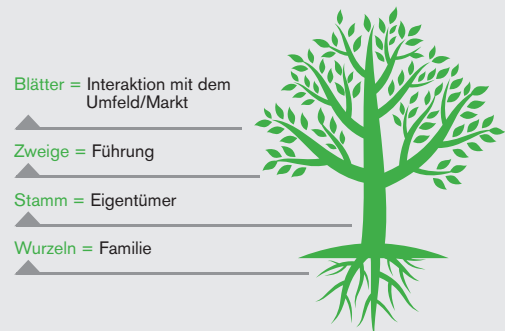 Blätter = Interaktion mit dem
Umfeld/Markt
Zweige = Führung
Stamm = Eigentümer
Wurzeln = Familie